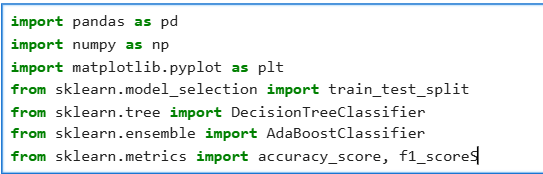 import pandas as pd
import numpy as np
import matplotlib.pyplot as plt
from sklearn.model_selection import train_test_split
from sklearn.tree import DecisionTreeClassifier
from sklearn.ensemble import AdaBoostClassifier
from sklearn.metrics import accuracy_score, f1_scoreS